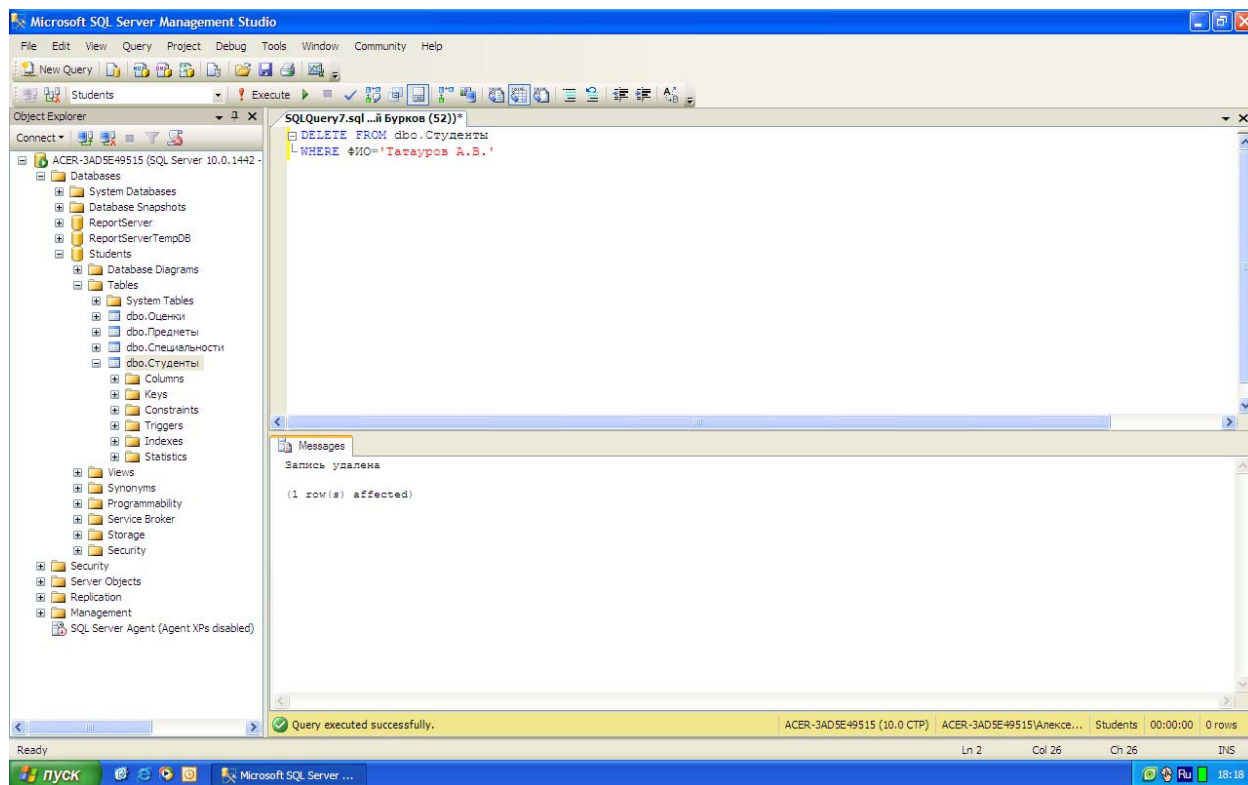 Microsoft SQL Server Management Studio
File Edit View Query Project Debug Tools Window Community Help
New Query
Students Execute
Object Explorer
SQLQuery7.sql ...й Бурков (52))*
Connect
DELETE FROM dbo.Студенты
WHERE ФИО='Татауров А.В.'
ACER-3AD5E49515 (SQL Server 10.0.1442 -
Databases
System Databases
Database Snapshots
ReportServer
ReportServerTempDB
Students
Database Diagrams
Tables
System Tables
dbo.Оценки
dbo.Предметы
dbo.Специальности
dbo.Студенты
Columns
Keys
Constraints
Triggers
Indexes
Statistics
Views
Synonyms
Programmability
Service Broker
Storage
Security
Security
Server Objects
Replication
Management
SQL Server Agent (Agent XPs disabled)
Messages
Запись удалена
(1 row(s) affected)
Query executed successfully. ACER-3AD5E49515 (10.0 CTP) ACER-3AD5E49515\Алексе... Students 00:00:00 0 rows
Ready Ln 2 Col 26 Ch 26 INS
пуск Microsoft SQL Server ... Ru 18:18